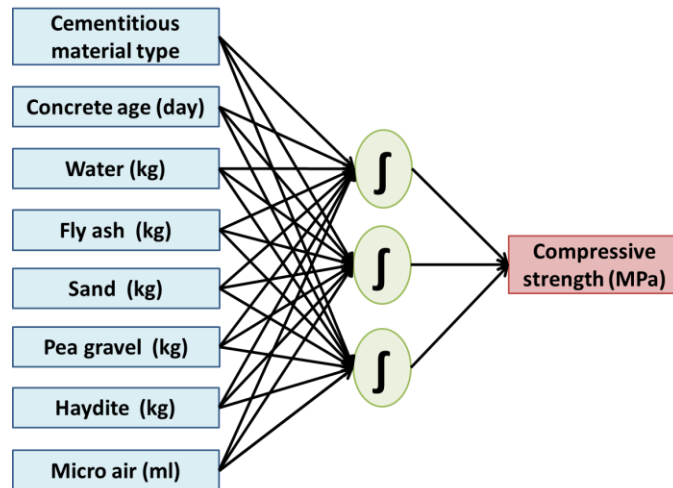 Cementitious
material type
Concrete age (day)
Water (kg)
Fly ash (kg)
Sand (kg)
Pea gravel (kg)
Haydite (kg)
Micro air (ml)
∫
∫
∫
Compressive
strength (MPa)